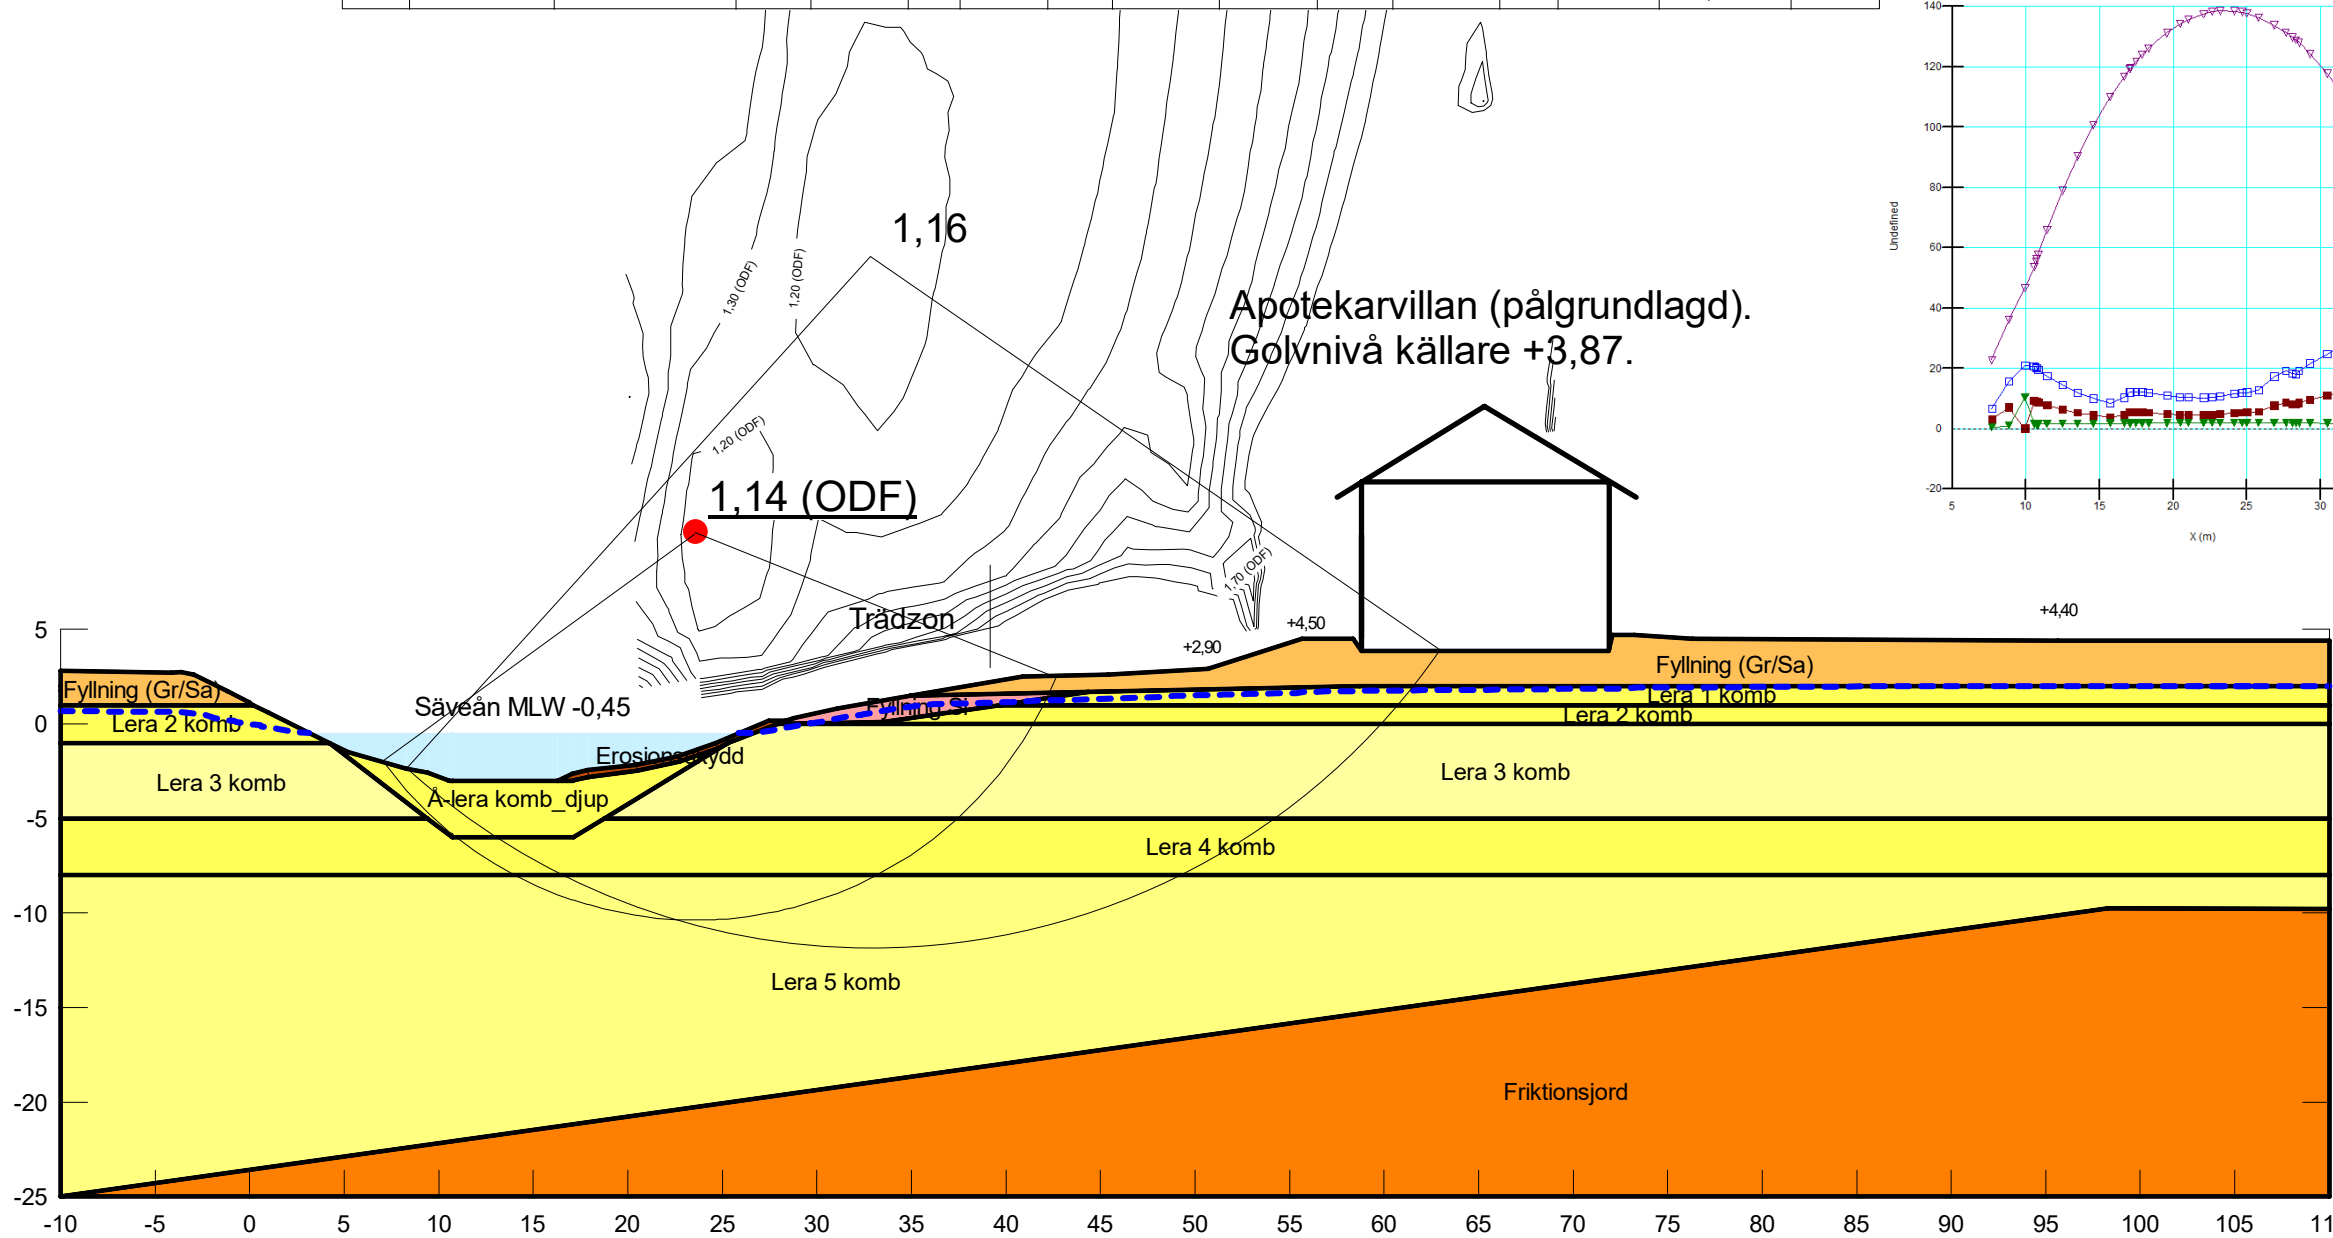 140
120
100
80
60
40
20
0
-20
Undefined
5
10
15
20
25
30
X (m)
1,16
1,30 (ODF)
1,20 (ODF)
Apotekarvillan (pålgrundlagd).
Golvnivå källare +3,87.
1,20 (ODF)
1,14 (ODF)
1,70 (ODF)
Trädzon
+2,90
+4,50
+4,40
5
0
-5
-10
-15
-20
-25
Fyllning (Gr/Sa)
Fyllning (Gr/Sa)
Säveån MLW -0,45
Fyllning Si
Lera 1 komb
Lera 2 komb
Lera 2 komb
Erosionsskydd
Lera 3 komb
Lera 3 komb
Å-lera komb_djup
Lera 4 komb
Lera 5 komb
Friktionsjord
-10
-5
0
5
10
15
20
25
30
35
40
45
50
55
60
65
70
75
80
85
90
95
100
105
11